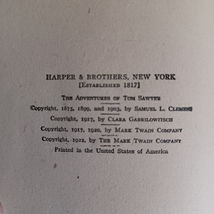 HARPER & BROTHERS, NEW YORK
[ESTABLISHED 1817]
THE ADVENTURES OF TOM SAWYER
Copyright, 1875, 1899, and 1903, by SAMUEL L. CLEMENS
Copyright, 1917, by CLARA GABRILOWITSCH
Copyright, 1917, 1920, by MARK TWAIN COMPANY
Copyright, 1922, by THE MARK TWAIN COMPANY
Printed in the United States of America